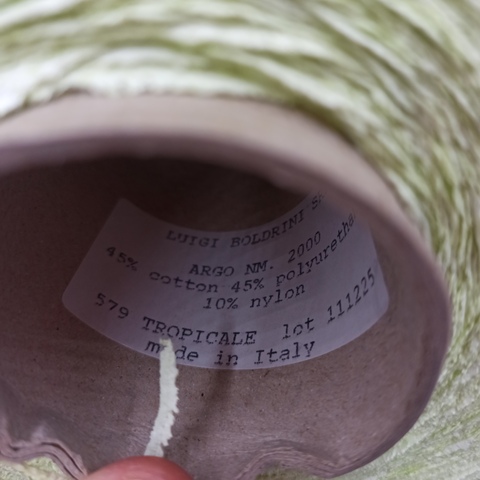 LUIGI BOLDRINI
ARGO NM. 2000
45% cotton 45% polyuretha
10% nylon
579 TROPICALE lot 111225
made in Italy